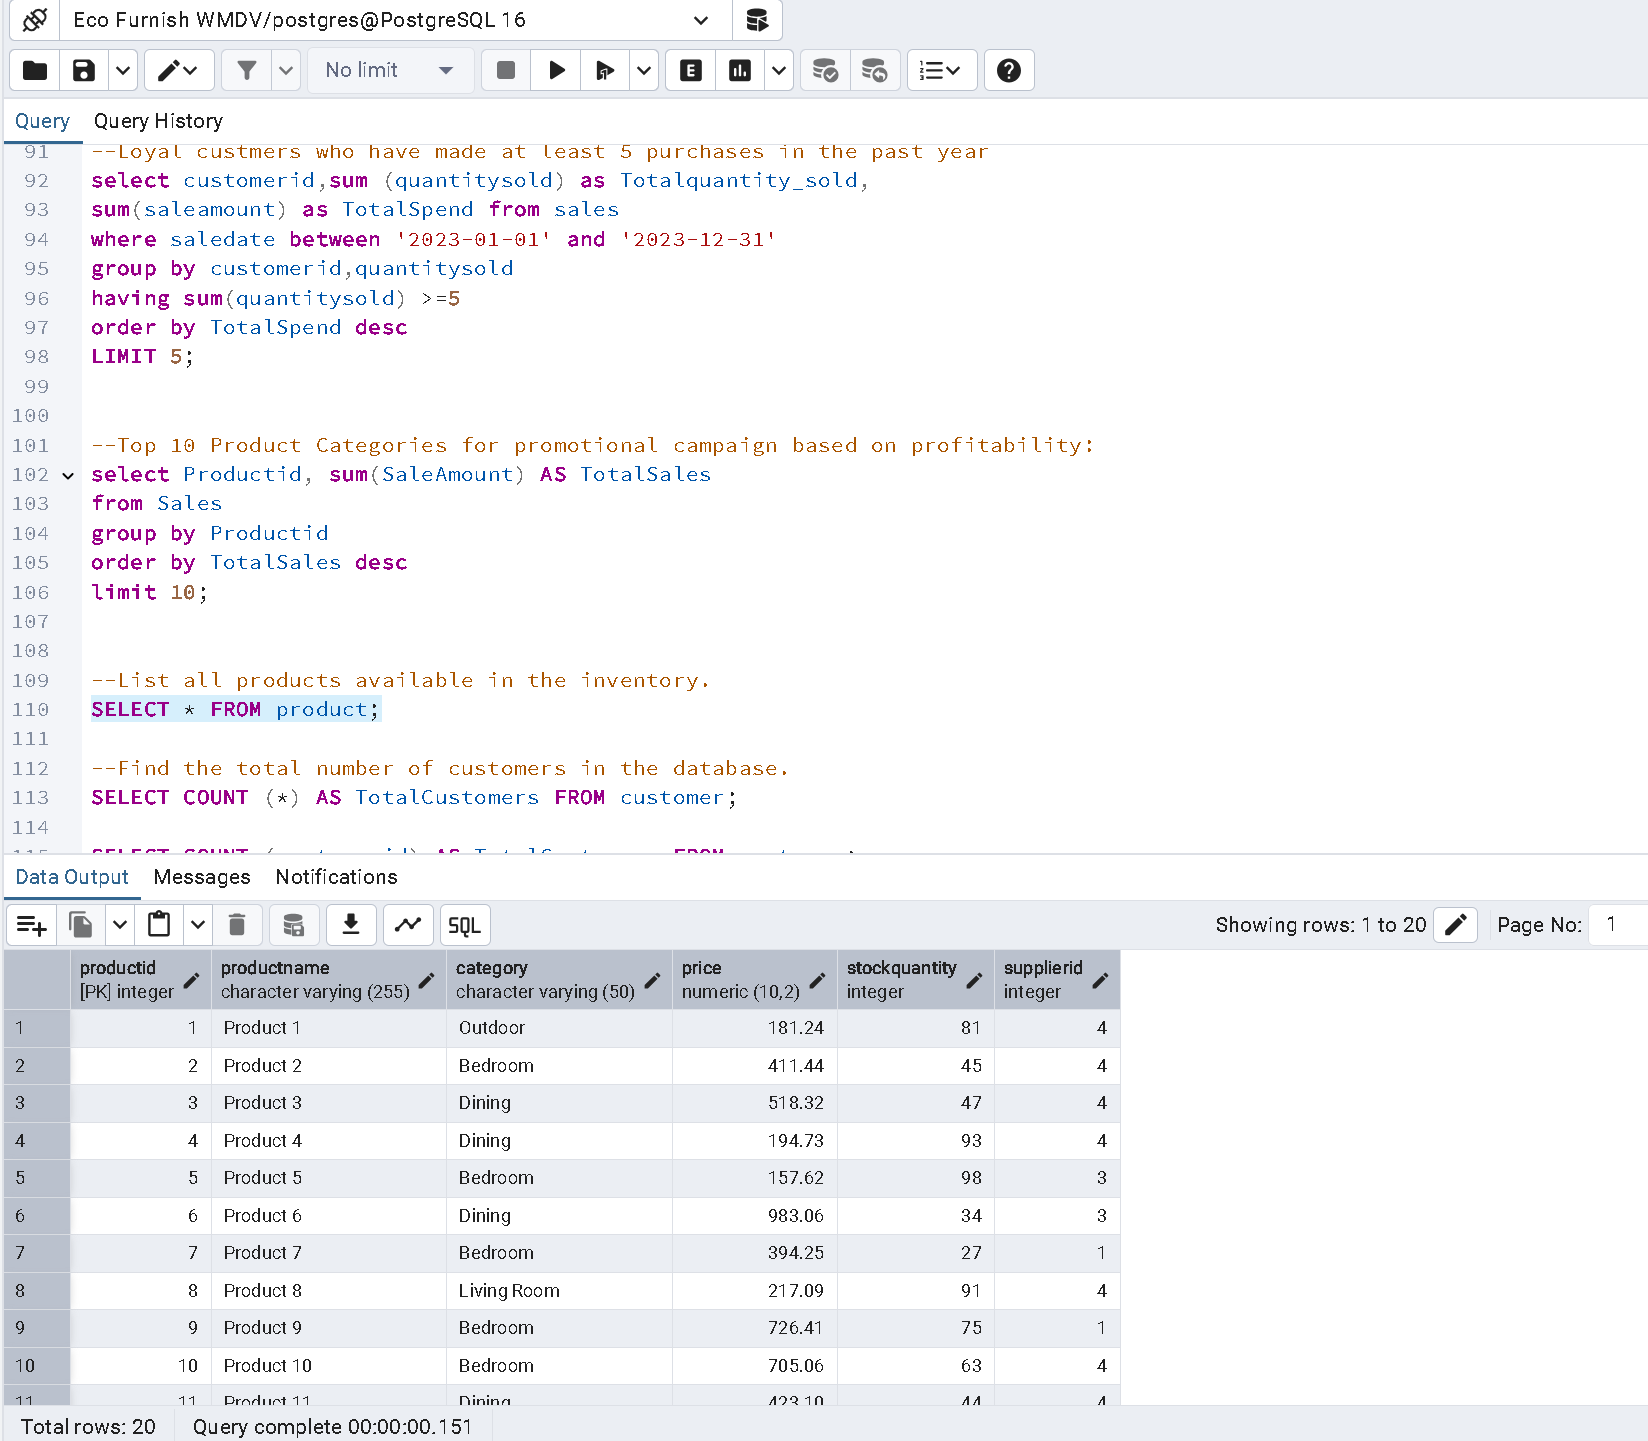 Eco Furnish WMDV/postgres@PostgreSQL 16
No limit
Query Query History
91 --Loyal custmers who have made at least 5 purchases in the past year
92 select customerid,sum (quantitysold) as Totalquantity_sold,
93 sum(saleamount) as TotalSpend from sales
94 where saledate between '2023-01-01' and '2023-12-31'
95 group by customerid,quantitysold
96 having sum(quantitysold) >=5
97 order by TotalSpend desc
98 LIMIT 5;
99
100
101 --Top 10 Product Categories for promotional campaign based on profitability:
102 select Productid, sum(SaleAmount) AS TotalSales
103 from Sales
104 group by Productid
105 order by TotalSales desc
106 limit 10;
107
108
109 --List all products available in the inventory.
110 SELECT * FROM product;
111
112 --Find the total number of customers in the database.
113 SELECT COUNT (*) AS TotalCustomers FROM customer;
114
Data Output Messages Notifications
SQL Showing rows: 1 to 20 Page No: 1
productid productname category price stockquantity supplierid
[PK] integer character varying (255) character varying (50) numeric (10,2) integer integer
1 1 Product 1 Outdoor 181.24 81 4
2 2 Product 2 Bedroom 411.44 45 4
3 3 Product 3 Dining 518.32 47 4
4 4 Product 4 Dining 194.73 93 4
5 5 Product 5 Bedroom 157.62 98 3
6 6 Product 6 Dining 983.06 34 3
7 7 Product 7 Bedroom 394.25 27 1
8 8 Product 8 Living Room 217.09 91 4
9 9 Product 9 Bedroom 726.41 75 1
10 10 Product 10 Bedroom 705.06 63 4
11 11 Product 11 Dining 423.10 44 4
Total rows: 20 Query complete 00:00:00.151